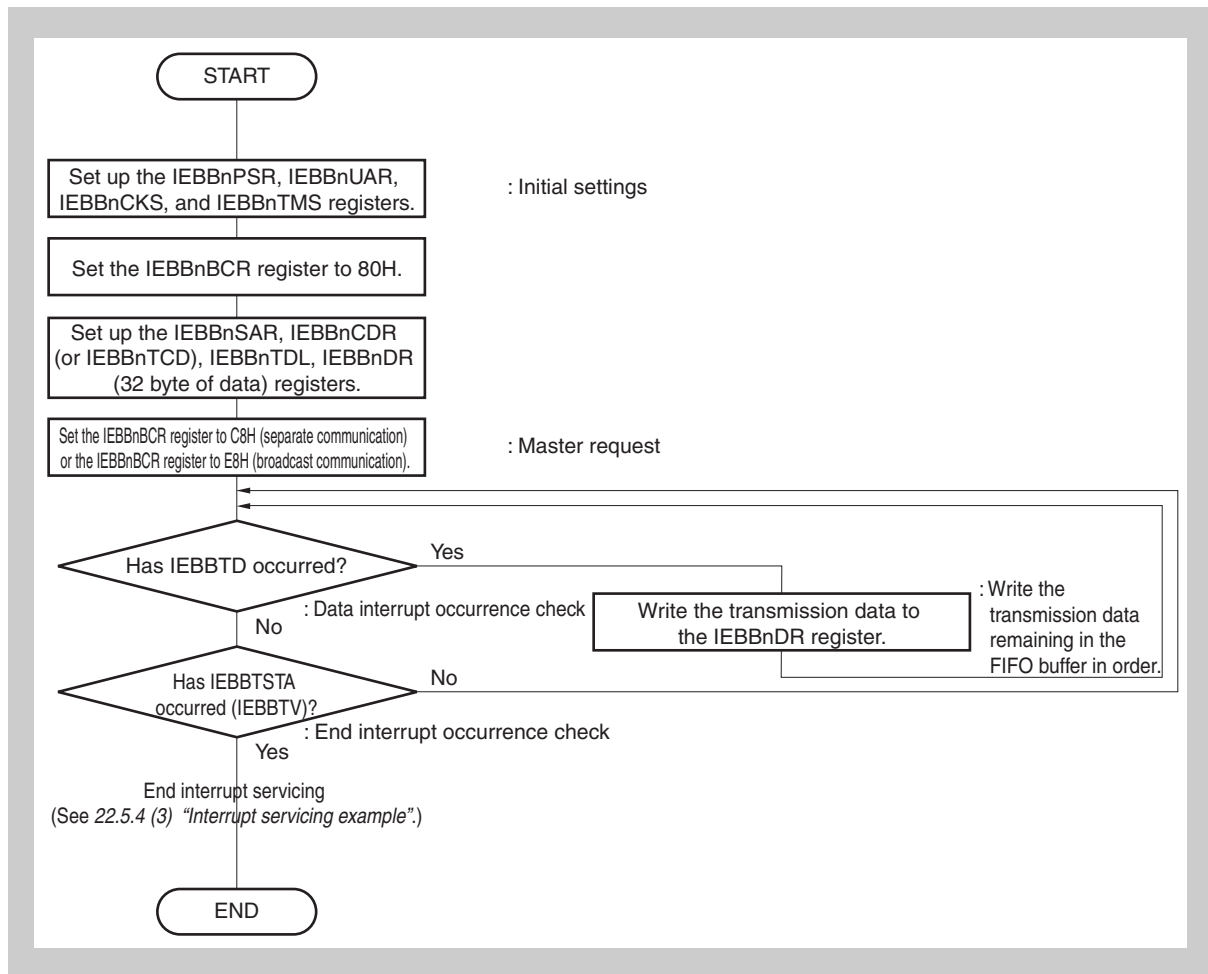 START
Set up the IEBBnPSR, IEBBnUAR,
IEBBnCKS, and IEBBnTMS registers.
: Initial settings
Set the IEBBnBCR register to 80H.
Set up the IEBBnSAR, IEBBnCDR
(or IEBBnTCD), IEBBnTDL, IEBBnDR
(32 byte of data) registers.
Set the IEBBnBCR register to C8H (separate communication)
or the IEBBnBCR register to E8H (broadcast communication).
: Master request
Has IEBBTD occurred?
Yes
: Data interrupt occurrence check
No
Write the transmission data to
the IEBBnDR register.
: Write the
transmission data
remaining in the
FIFO buffer in order.
Has IEBBTSTA
occurred (IEBBTV)?
No
: End interrupt occurrence check
Yes
End interrupt servicing
(See 22.5.4 (3) “Interrupt servicing example”.)
END